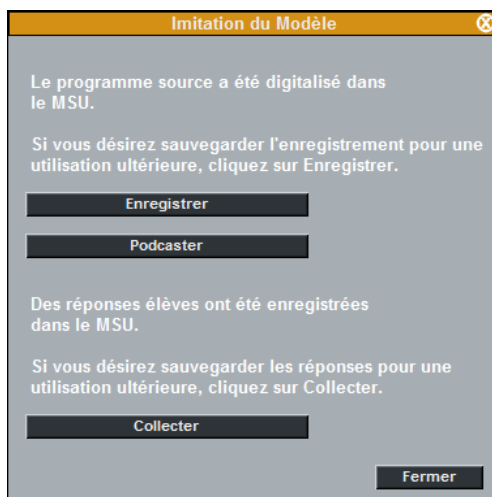 Imitation du Modèle
Le programme source a été digitalisé dans
le MSU.
Si vous désirez sauvegarder l'enregistrement pour une
utilisation ultérieure, cliquez sur Enregistrer.
Enregistrer
Podcaster
Des réponses élèves ont été enregistrées
dans le MSU.
Si vous désirez sauvegarder les réponses pour une
utilisation ultérieure, cliquez sur Collecter.
Collecter
Fermer